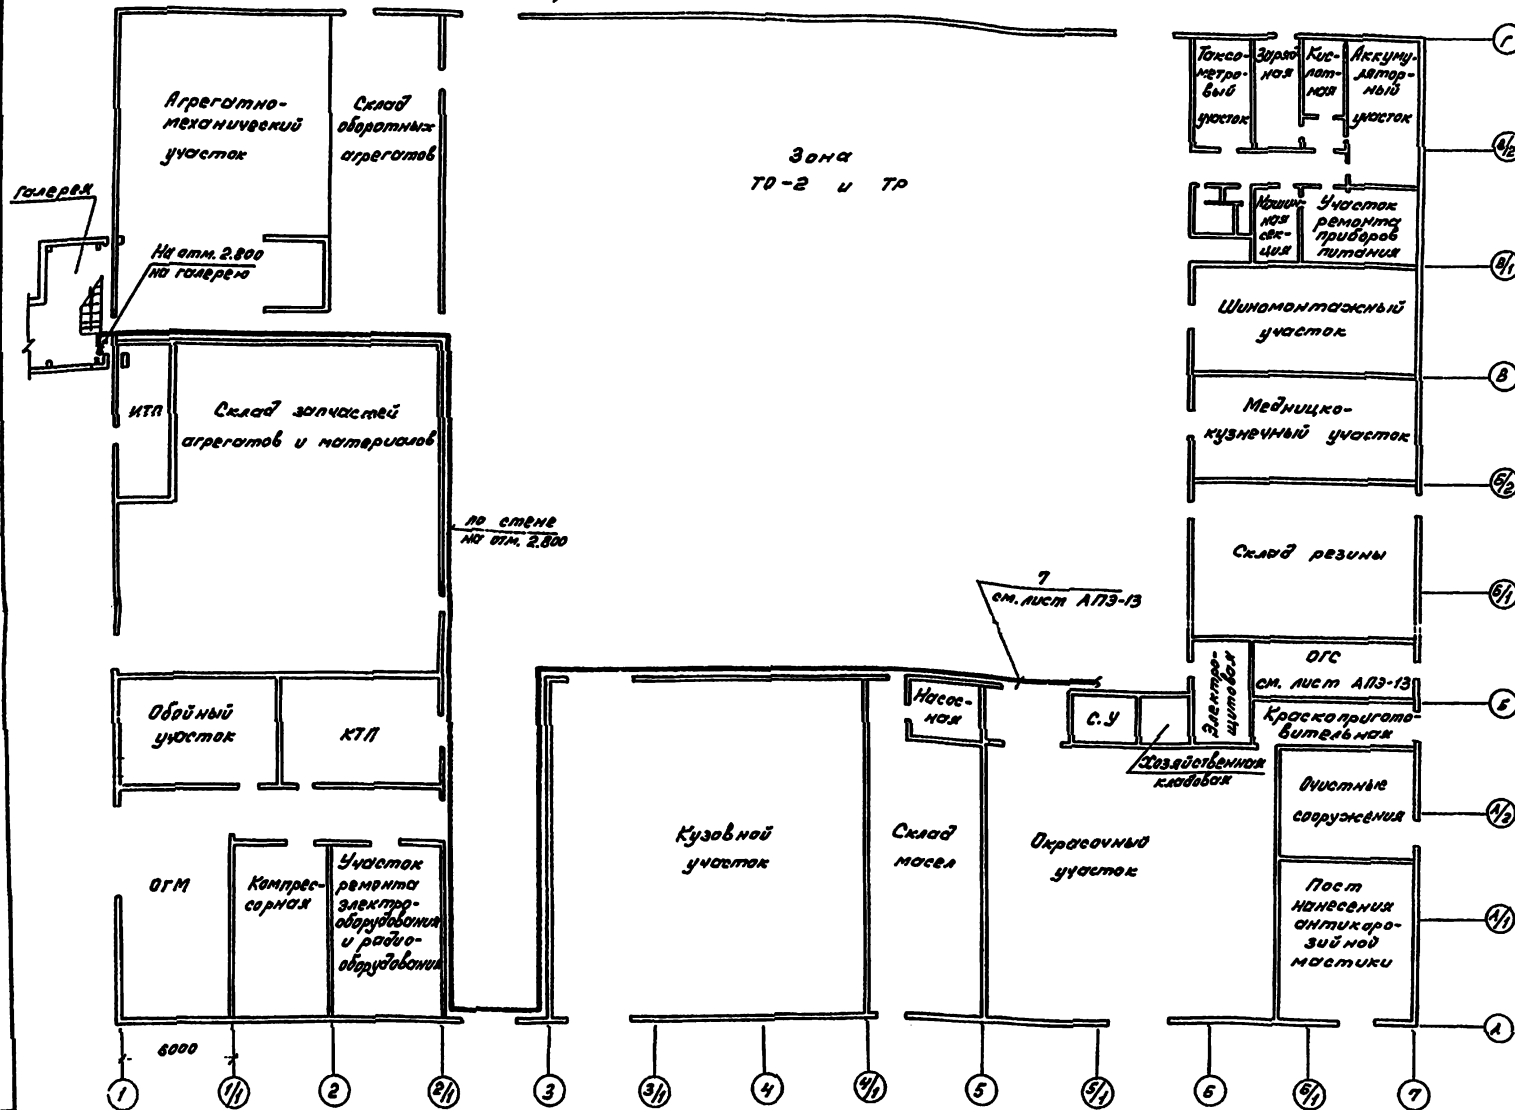 Агрегатно-
механический
участок
Склад
оборотных
агрегатов
Зона
ТО-2 и ТР
Таксо-
метро-
вый
участок
Заряд
ная
Кис-
лот-
ная
Аккуму-
лятор-
ный
участок
Г
В/2
галерея
На отм. 2.800
на галерею
ная
сек-
ция
Участок
ремонта
приборов
питания
В/1
Шиномонтажный
участок
В
ИТП
Склад запчастей
агрегатов и материалов
Медницко-
кузнечный участок
Б/2
по стене
на отм. 2.800
Склад резины
7
см. лист АПЭ-13
Б/1
Электро-
щитовая
ОГС
см. лист АПЭ-13
Б
Обойный
участок
КТП
Насос-
ная
С.У
Краскопригото-
вительная
Хозяйственная
кладовая
Очистные
сооружения
А/2
Кузовной
участок
Склад
масел
Окрасочный
участок
ОГМ
Компрес-
сорная
Участок
ремонта
электро-
оборудования
и радио-
оборудования
Пост
нанесения
антикоро-
зийной
мастики
А/1
А
6000
1
1/1
2
2/1
3
3/1
4
4/1
5
5/1
6
6/1
7